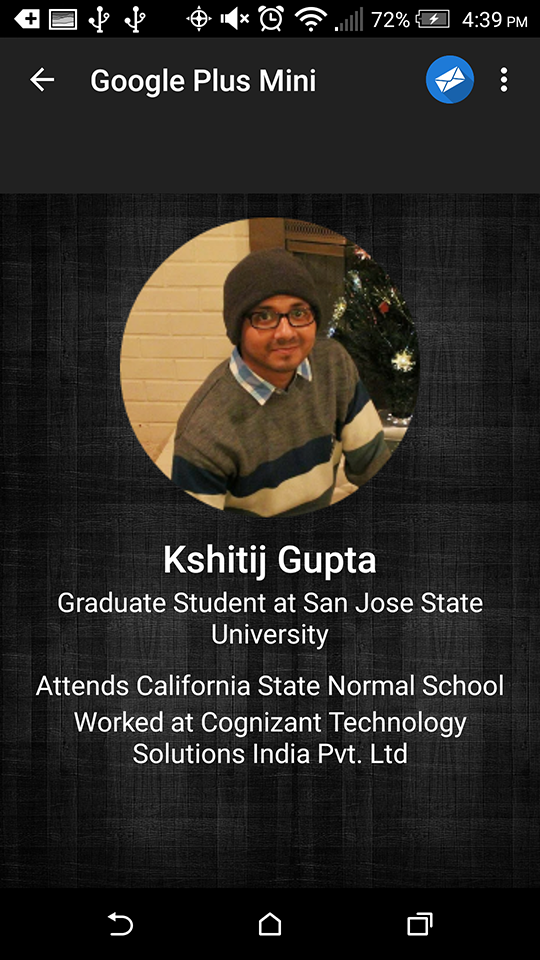 72% 4:39 PM
Google Plus Mini
Kshitij Gupta
Graduate Student at San Jose State
University
Attends California State Normal School
Worked at Cognizant Technology
Solutions India Pvt. Ltd